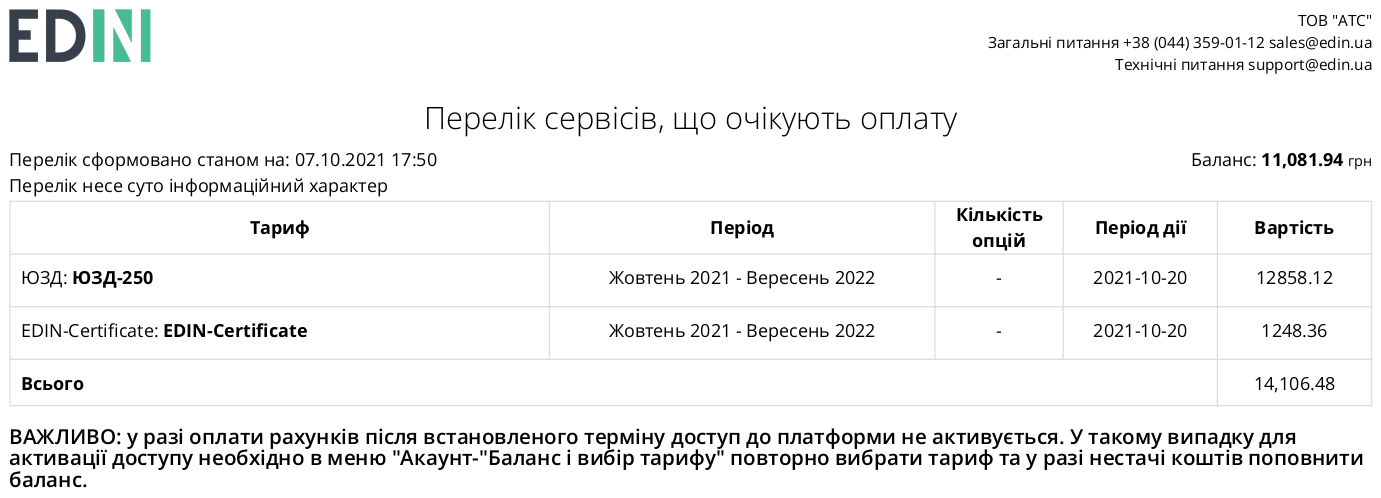 EDIN
ТОВ "АТС"
Загальні питання +38 (044) 359-01-12 sales@edin.ua
Технічні питання support@edin.ua
Перелік сервісів, що очікують оплату
Перелік сформовано станом на: 07.10.2021 17:50
Баланс: 11,081.94 грн
Перелік несе суто інформаційний характер
Тариф Період Кількість опцій Період дії Вартість
ЮЗД: ЮЗД-250 Жовтень 2021 - Вересень 2022 - 2021-10-20 12858.12
EDIN-Certificate: EDIN-Certificate Жовтень 2021 - Вересень 2022 - 2021-10-20 1248.36
Всього 14,106.48
ВАЖЛИВО: у разі оплати рахунків після встановленого терміну доступ до платформи не активується. У такому випадку для
активації доступу необхідно в меню "Акаунт-"Баланс і вибір тарифу" повторно вибрати тариф та у разі нестачі коштів поповнити
баланс.